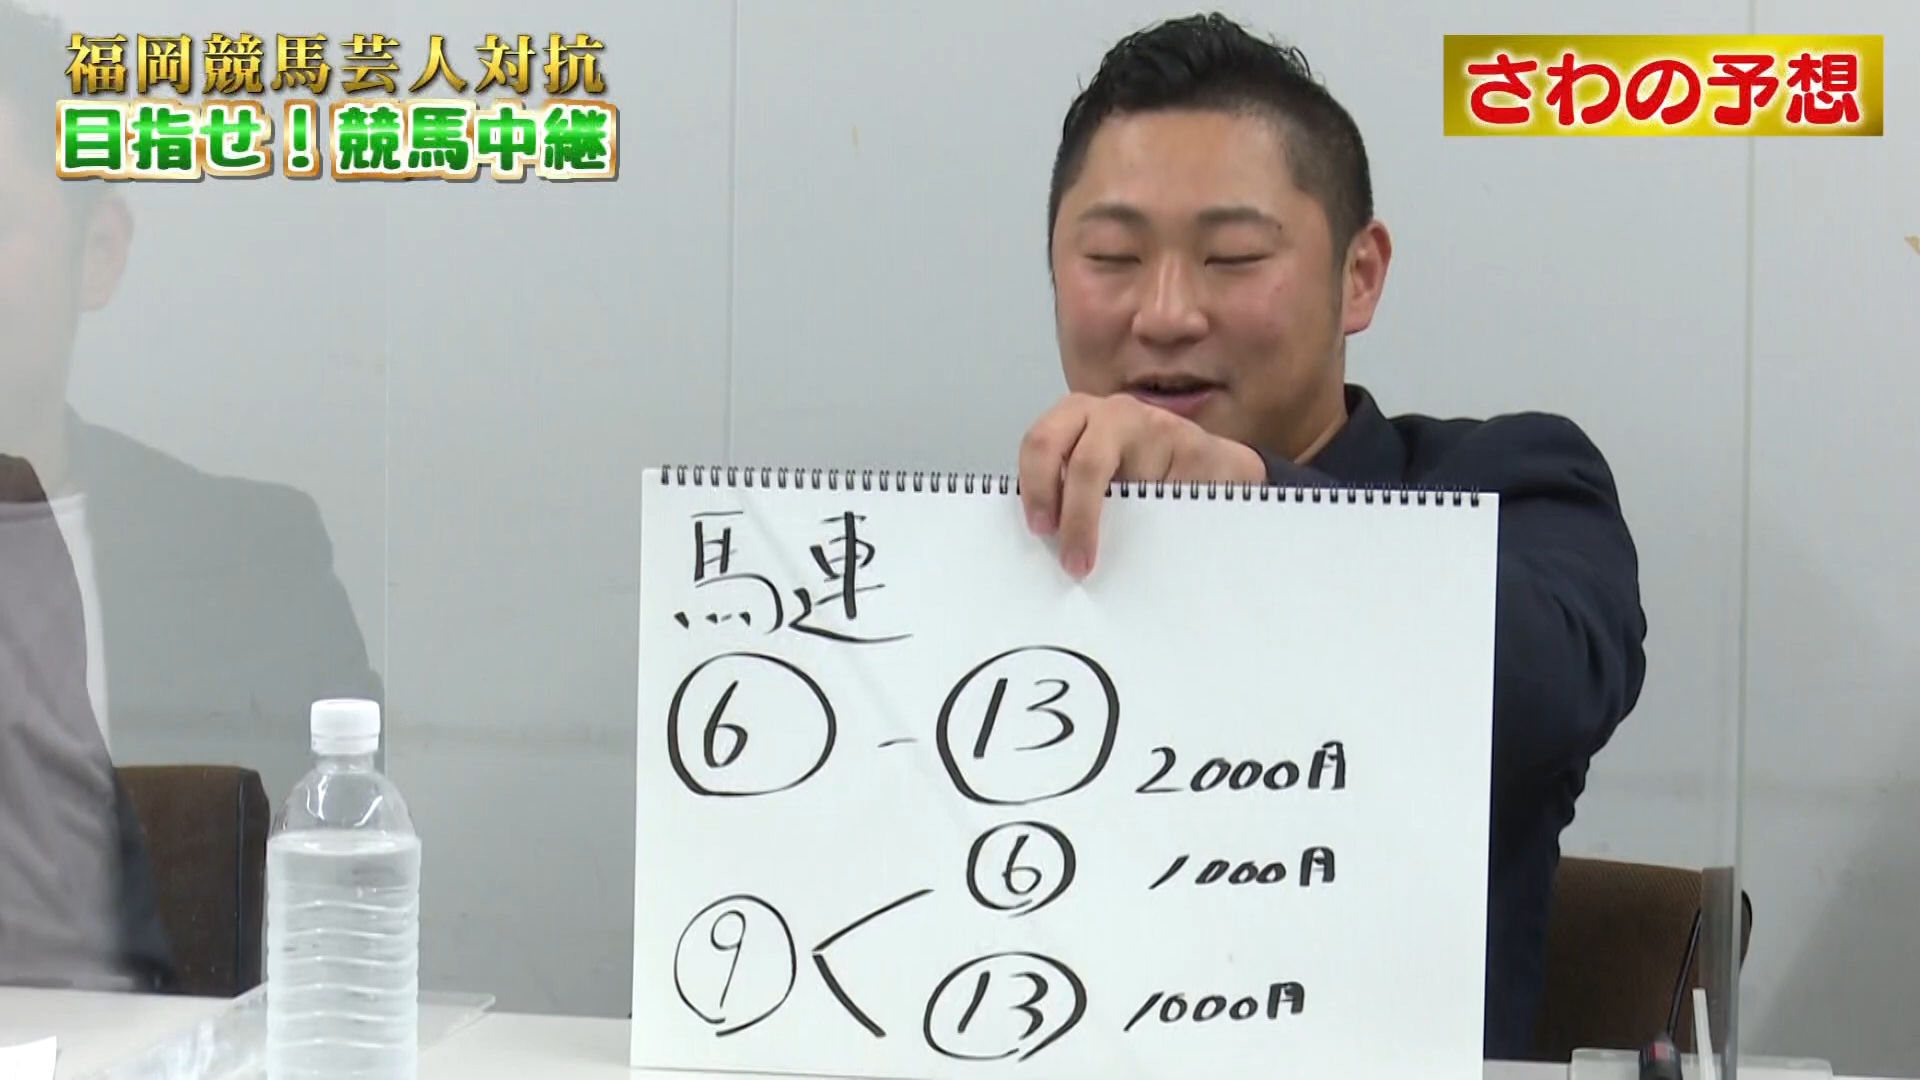 福岡競馬芸人対抗
目指せ！競馬中継
さわの予想
馬連
6 - 13 2000円
6 1000円
9 <
13 1000円